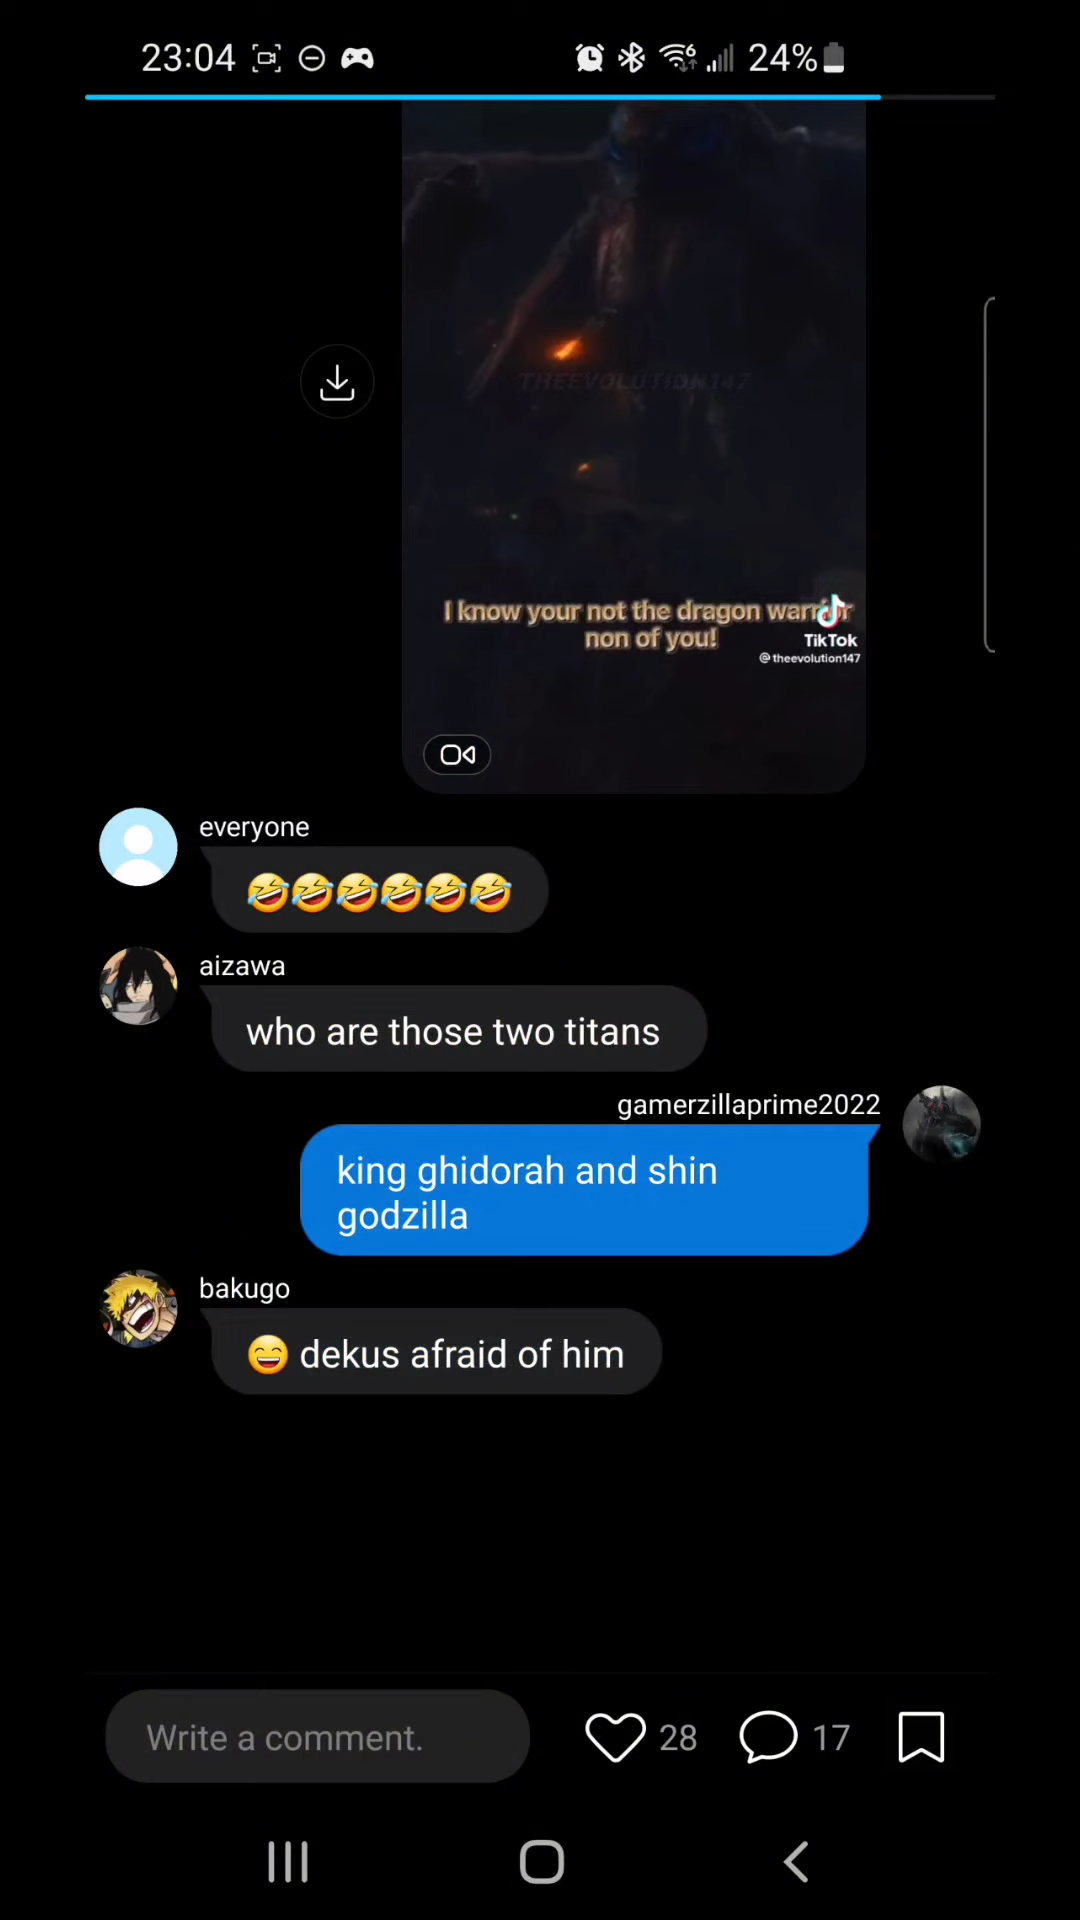 23:04
6
24%
THEEVOLUTION147
I know your not the dragon warrior
non of you!
TikTok
@theevolution147
everyone
🤣🤣🤣🤣🤣🤣
aizawa
who are those two titans
gamerzillaprime2022
king ghidorah and shin
godzilla
bakugo
😄 dekus afraid of him
Write a comment.
28
17